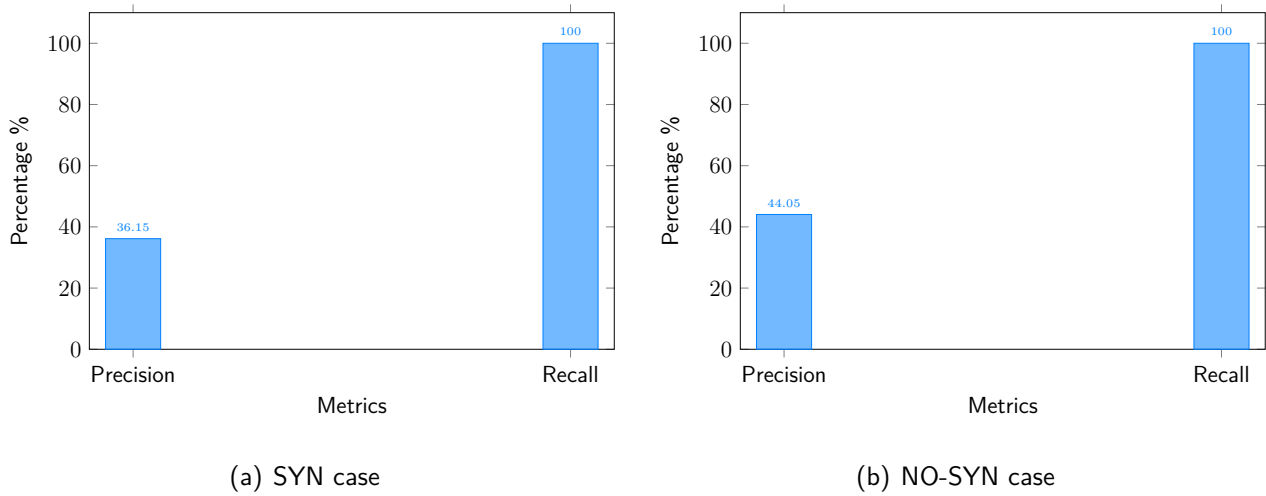 100
80
60
40
20
0
Percentage %
36.15
100
Precision
Recall
Metrics
(a) SYN case
100
80
60
40
20
0
Percentage %
44.05
100
Precision
Recall
Metrics
(b) NO-SYN case